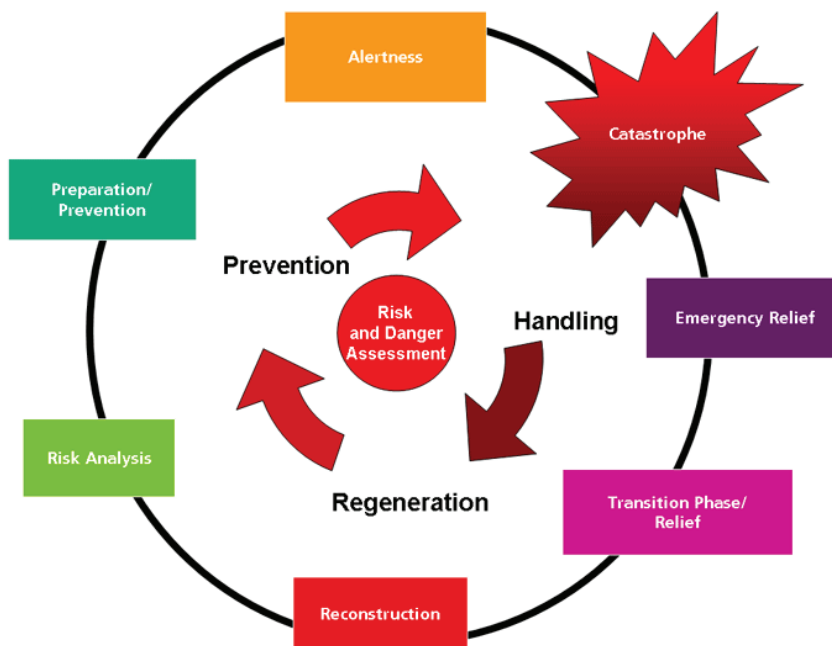 Alertness
Catastrophe
Preparation/
Prevention
Prevention
Risk
and Danger
Assessment
Handling
Emergency Relief
Risk Analysis
Regeneration
Transition Phase/
Relief
Reconstruction